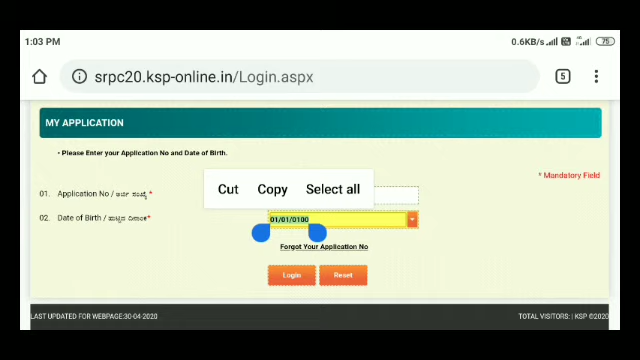 1:03 PM 0.6KB/s 75
srpc20.ksp-online.in/Login.aspx 5
MY APPLICATION
• Please Enter your Application No and Date of Birth.
* Mandatory Field
Cut Copy Select all
01. Application No / ಅರ್ಜಿ ಸಂಖ್ಯೆ *
02. Date of Birth / ಹುಟ್ಟಿದ ದಿನಾಂಕ* 01/01/0100
Forgot Your Application No
Login Reset
LAST UPDATED FOR WEBPAGE:30-04-2020 TOTAL VISITORS: | KSP ©2020